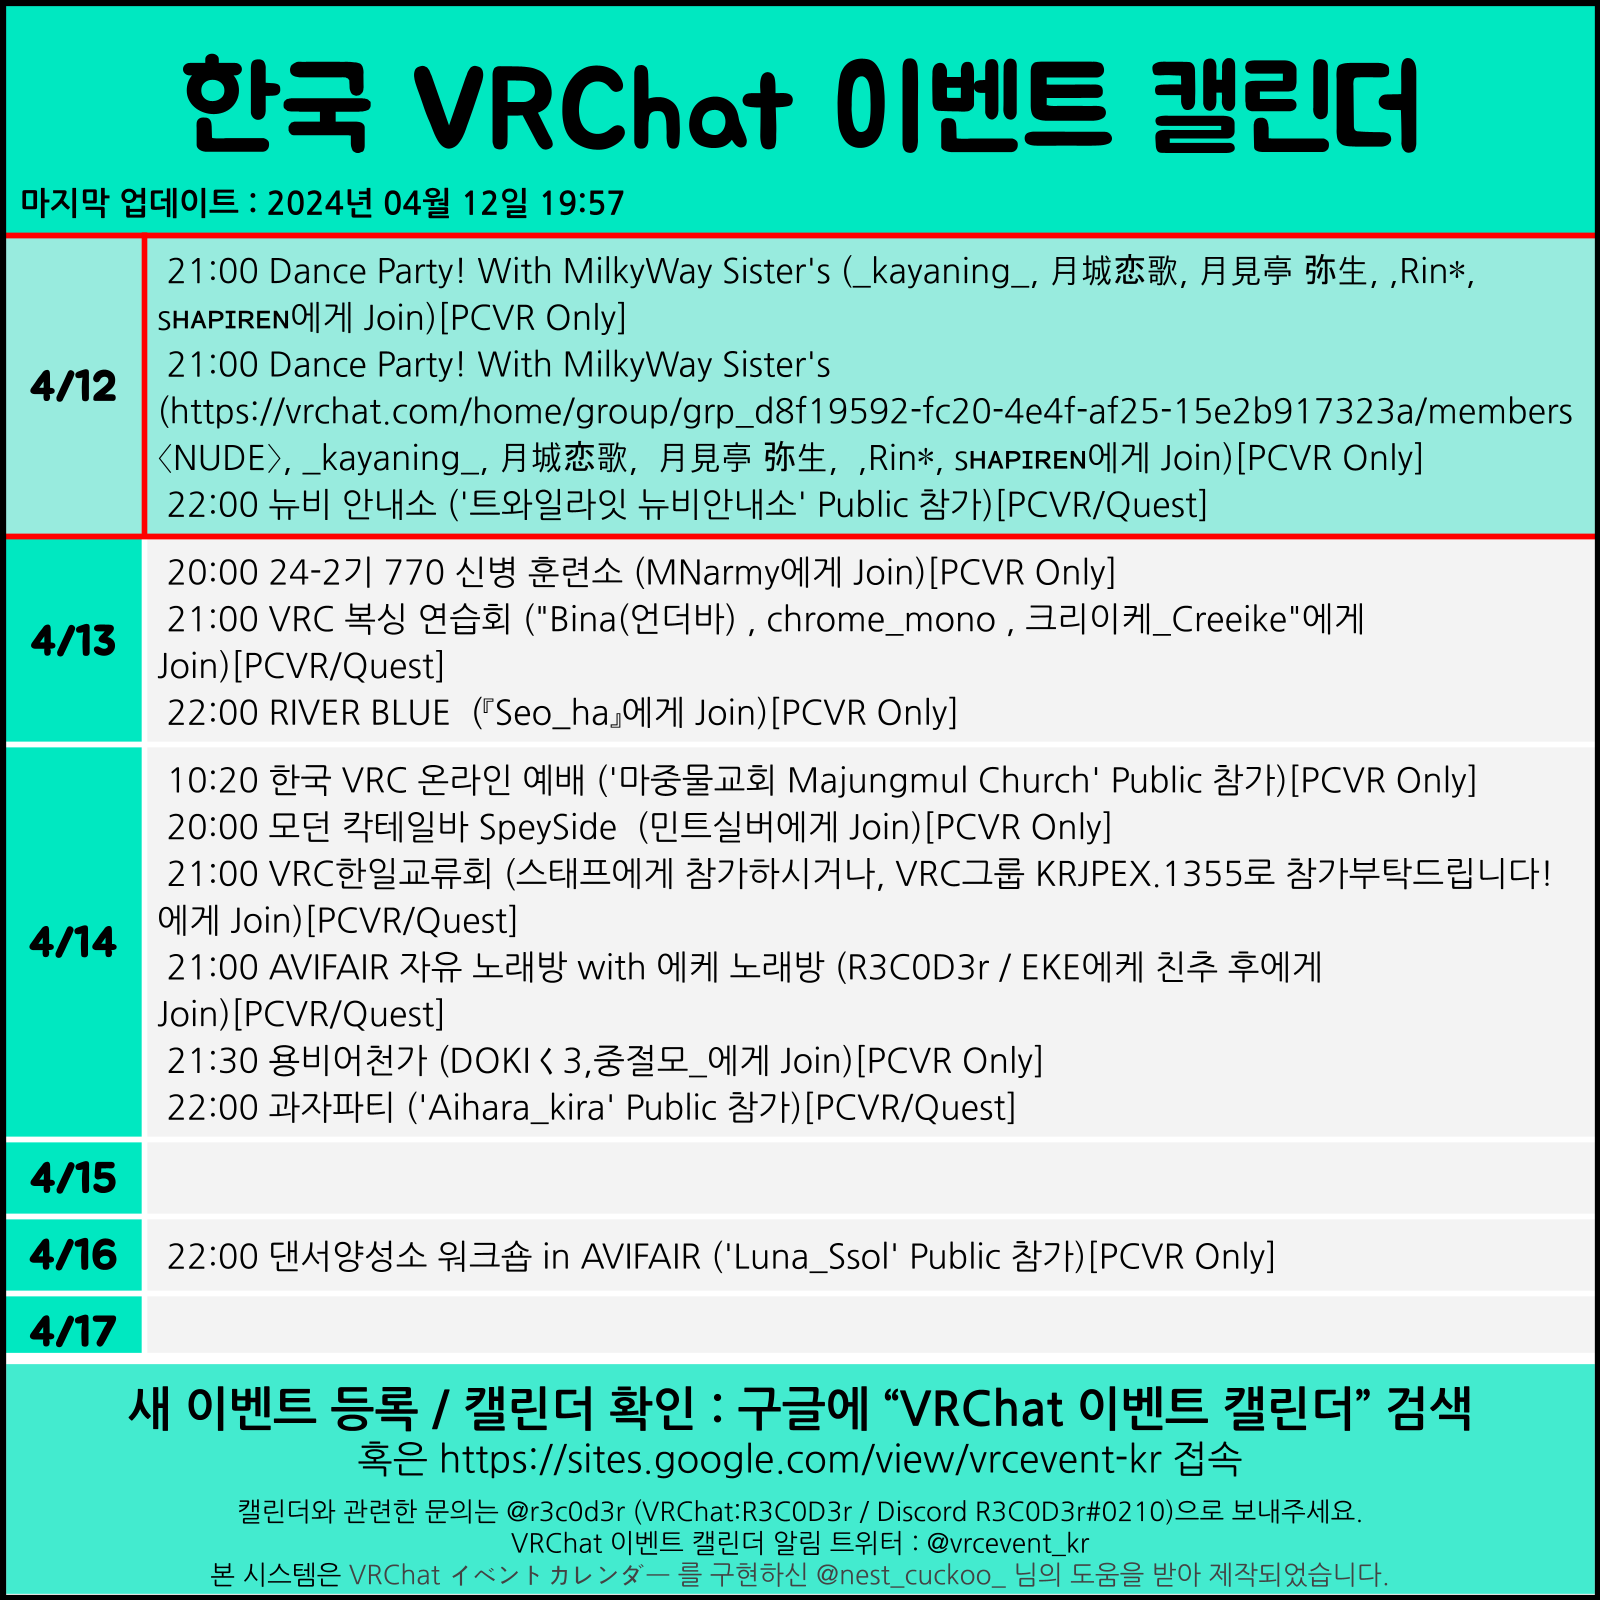 한국 VRChat 이벤트 캘린더
마지막 업데이트 : 2024년 04월 12일 19:57
4/12
21:00 Dance Party! With MilkyWay Sister's (_kayaning_, 月城恋歌, 月見亭 弥生, ,Rin*,
sʜᴀᴘɪʀᴇɴ에게 Join)[PCVR Only]
21:00 Dance Party! With MilkyWay Sister's
(https://vrchat.com/home/group/grp_d8f19592-fc20-4e4f-af25-15e2b917323a/members
〈NUDE〉, _kayaning_, 月城恋歌,  月見亭 弥生,  ,Rin*, sʜᴀᴘɪʀᴇɴ에게 Join)[PCVR Only]
22:00 뉴비 안내소 ('트와일라잇 뉴비안내소' Public 참가)[PCVR/Quest]
4/13
20:00 24-2기 770 신병 훈련소 (MNarmy에게 Join)[PCVR Only]
21:00 VRC 복싱 연습회 ("Bina(언더바) , chrome_mono , 크리이케_Creeike"에게
Join)[PCVR/Quest]
22:00 RIVER BLUE  (『Seo_ha』에게 Join)[PCVR Only]
4/14
10:20 한국 VRC 온라인 예배 ('마중물교회 Majungmul Church' Public 참가)[PCVR Only]
20:00 모던 칵테일바 SpeySide  (민트실버에게 Join)[PCVR Only]
21:00 VRC한일교류회 (스태프에게 참가하시거나, VRC그룹 KRJPEX.1355로 참가부탁드립니다!
에게 Join)[PCVR/Quest]
21:00 AVIFAIR 자유 노래방 with 에케 노래방 (R3C0D3r / EKE에케 친추 후에게
Join)[PCVR/Quest]
21:30 용비어천가 (DOKIく3,중절모_에게 Join)[PCVR Only]
22:00 과자파티 ('Aihara_kira' Public 참가)[PCVR/Quest]
4/15
4/16
22:00 댄서양성소 워크숍 in AVIFAIR ('Luna_Ssol' Public 참가)[PCVR Only]
4/17
새 이벤트 등록 / 캘린더 확인 : 구글에 “VRChat 이벤트 캘린더” 검색
혹은 https://sites.google.com/view/vrcevent-kr 접속
캘린더와 관련한 문의는 @r3c0d3r (VRChat:R3C0D3r / Discord R3C0D3r#0210)으로 보내주세요.
VRChat 이벤트 캘린더 알림 트위터 : @vrcevent_kr
본 시스템은 VRChat イベントカレンダー 를 구현하신 @nest_cuckoo_ 님의 도움을 받아 제작되었습니다.